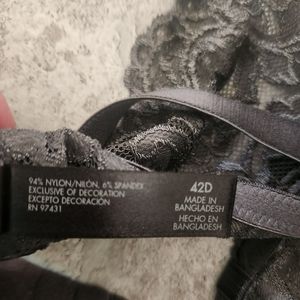 94% NYLON/NILÓN, 6% SPANDEX
EXCLUSIVE OF DECORATION
EXCEPTO DECORACIÓN
RN 97431
42D
MADE IN
BANGLADESH
HECHO EN
BANGLADESH